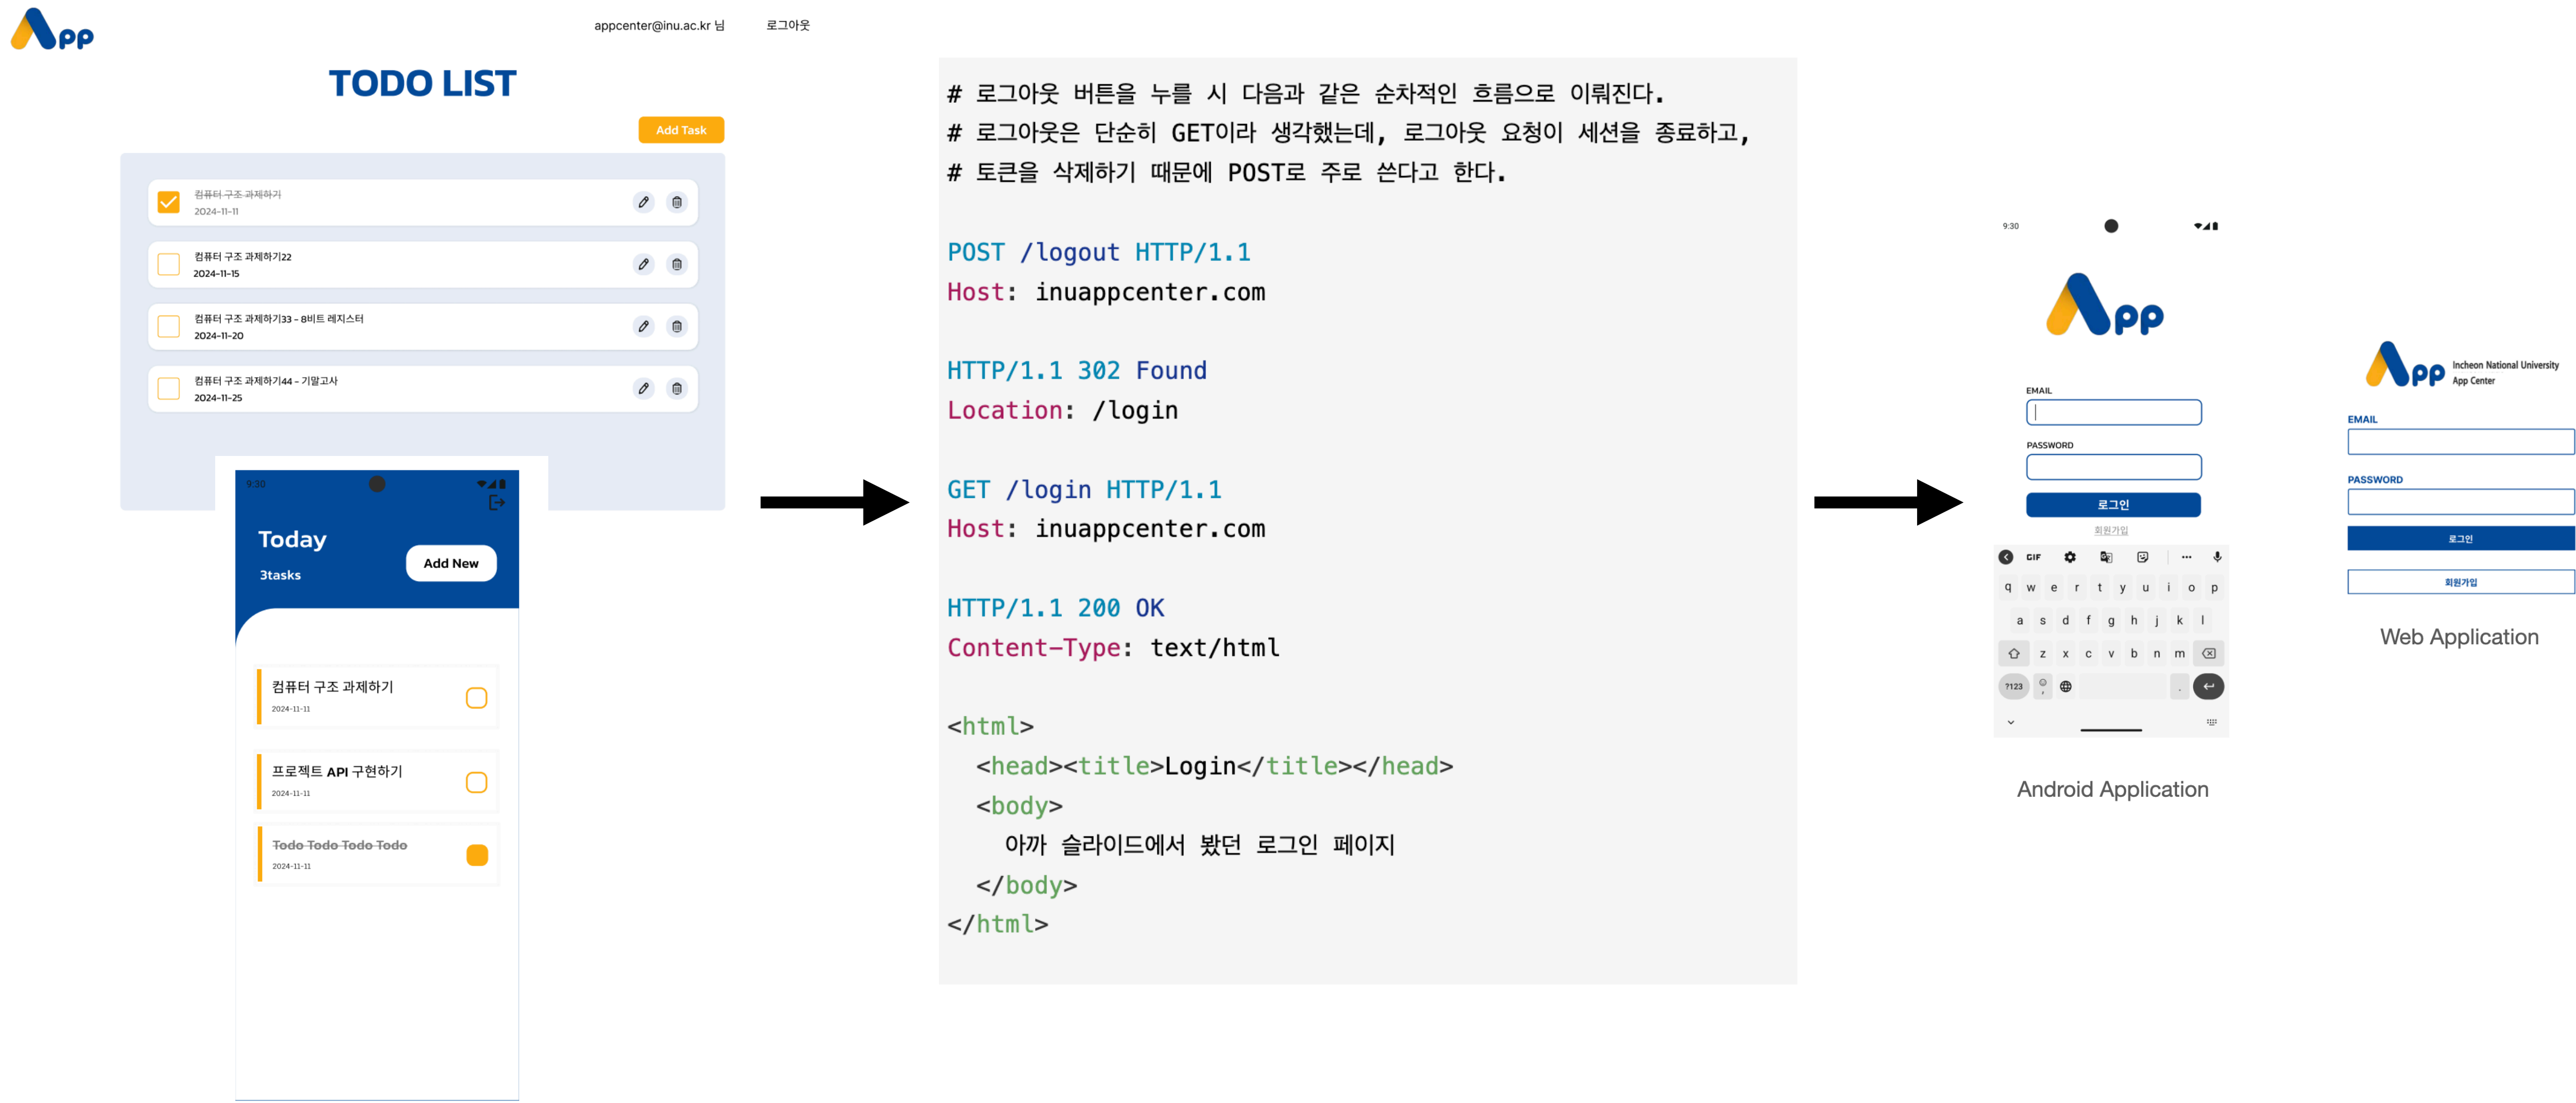 App
appcenter@inu.ac.kr 님
로그아웃
TODO LIST
Add Task
컴퓨터 구조 과제하기
2024-11-11
컴퓨터 구조 과제하기22
2024-11-15
컴퓨터 구조 과제하기33 - 8비트 레지스터
2024-11-20
컴퓨터 구조 과제하기44 - 기말고사
2024-11-25
9:30
Today
3tasks
Add New
컴퓨터 구조 과제하기
2024-11-11
프로젝트 API 구현하기
2024-11-11
Todo Todo Todo Todo
2024-11-11
# 로그아웃 버튼을 누를 시 다음과 같은 순차적인 흐름으로 이뤄진다.
# 로그아웃은 단순히 GET이라 생각했는데, 로그아웃 요청이 세션을 종료하고,
# 토큰을 삭제하기 때문에 POST로 주로 쓴다고 한다.
POST /logout HTTP/1.1
Host: inuappcenter.com
HTTP/1.1 302 Found
Location: /login
GET /login HTTP/1.1
Host: inuappcenter.com
HTTP/1.1 200 OK
Content-Type: text/html
<html>
<head><title>Login</title></head>
<body>
아까 슬라이드에서 봤던 로그인 페이지
</body>
</html>
9:30
App
EMAIL
PASSWORD
로그인
회원가입
GIF
q w e r t y u i o p
a s d f g h j k l
z x c v b n m
?123 , .
Android Application
App
Incheon National University
App Center
EMAIL
PASSWORD
로그인
회원가입
Web Application